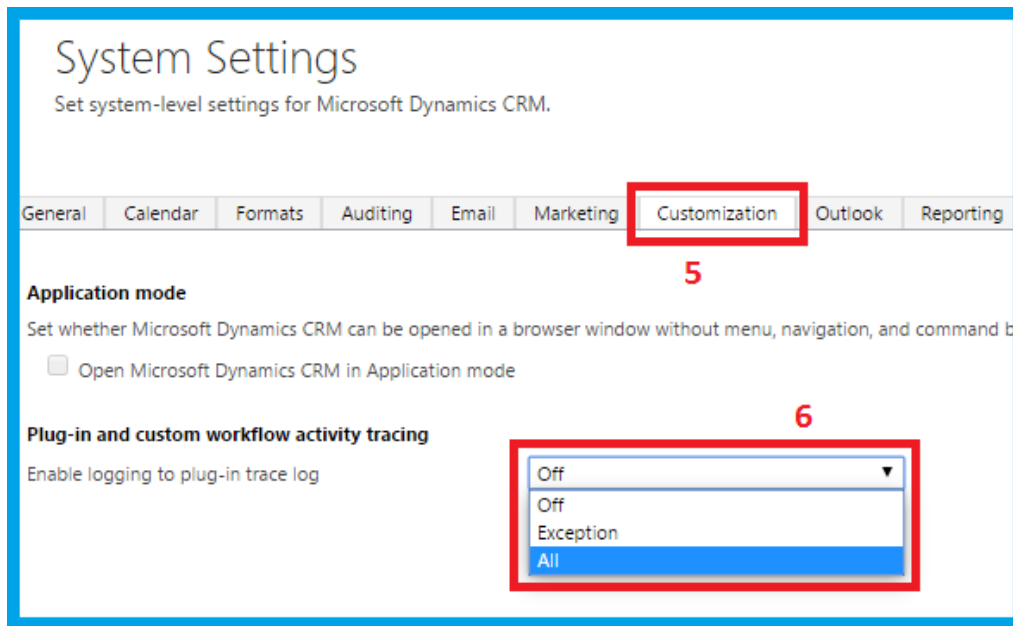 System Settings
Set system-level settings for Microsoft Dynamics CRM.
General Calendar Formats Auditing Email Marketing Customization Outlook Reporting
5
Application mode
Set whether Microsoft Dynamics CRM can be opened in a browser window without menu, navigation, and command b
Open Microsoft Dynamics CRM in Application mode
6
Plug-in and custom workflow activity tracing
Enable logging to plug-in trace log Off
Off
Exception
All